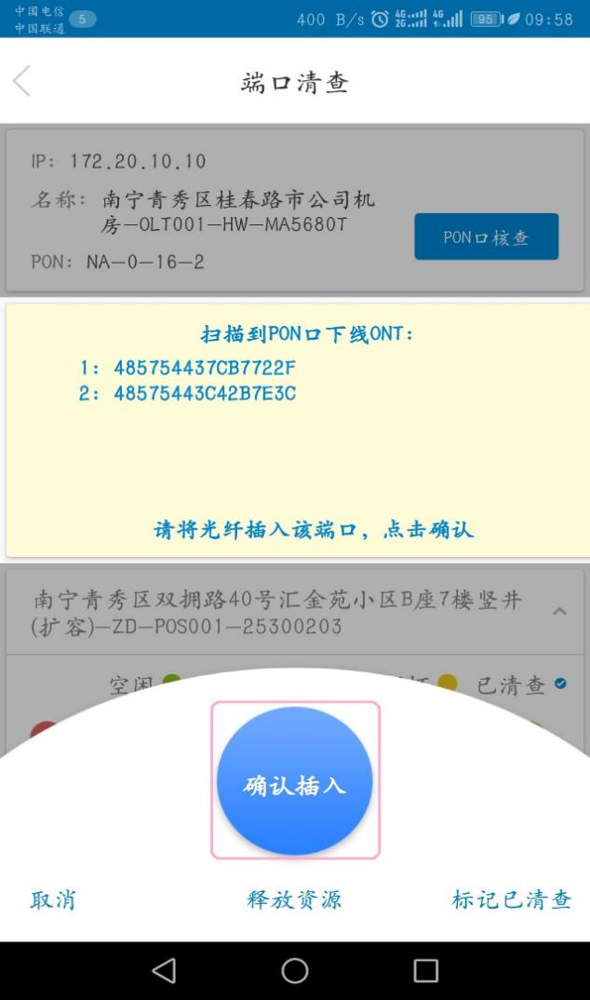 中国电信
5
400 B/s
4G
2G
4G
1
95
09:58
中国联通
端口清查
IP: 172.20.10.10
名称: 南宁青秀区桂春路市公司机
房-OLT001-HW-MA5680T
PON口核查
PON: NA-0-16-2
扫描到PON口下线ONT:
1: 485754437CB7722F
2: 48575443C42B7E3C
请将光纤插入该端口, 点击确认
南宁青秀区双拥路40号汇金苑小区B座7楼竖井
(扩容)-ZD-POS001-25300203
空闲
已清查
确认插入
取消
释放资源
标记已清查